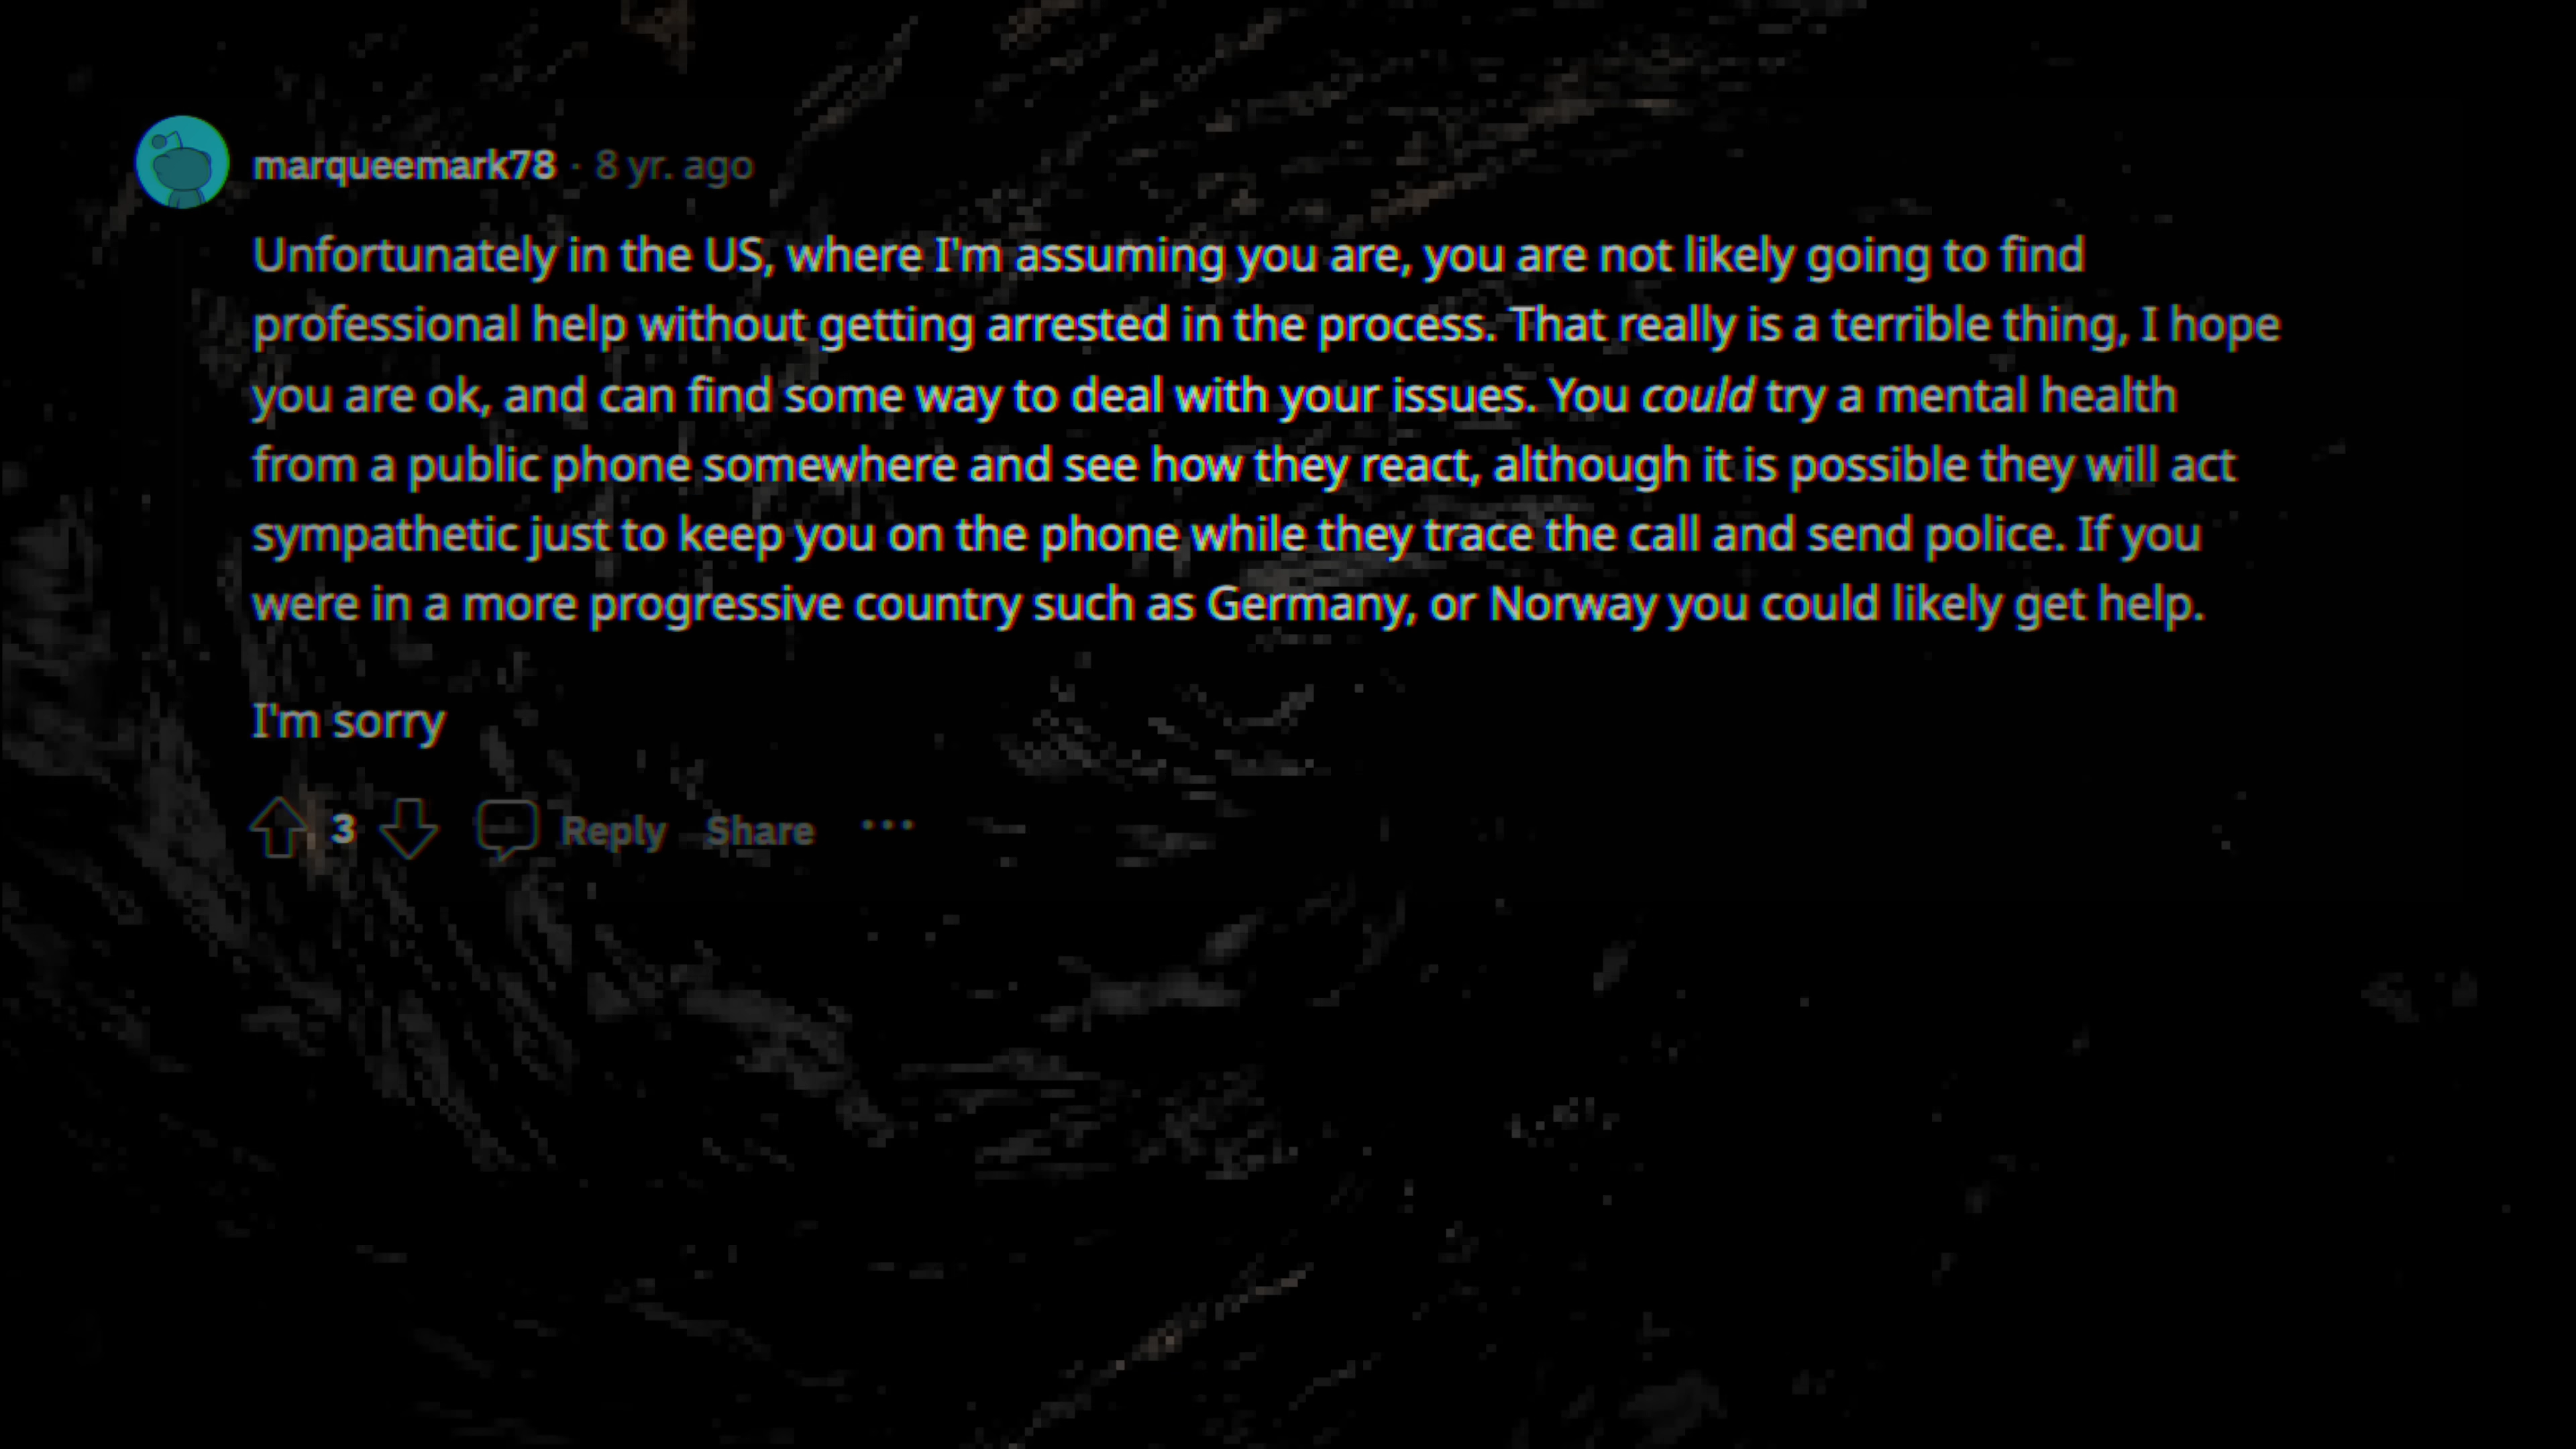 marqueemark78 · 8 yr. ago
Unfortunately in the US, where I'm assuming you are, you are not likely going to find
professional help without getting arrested in the process. That really is a terrible thing, I hope
you are ok, and can find some way to deal with your issues. You could try a mental health
from a public phone somewhere and see how they react, although it is possible they will act
sympathetic just to keep you on the phone while they trace the call and send police. If you
were in a more progressive country such as Germany, or Norway you could likely get help.
I'm sorry
3 Reply Share ···